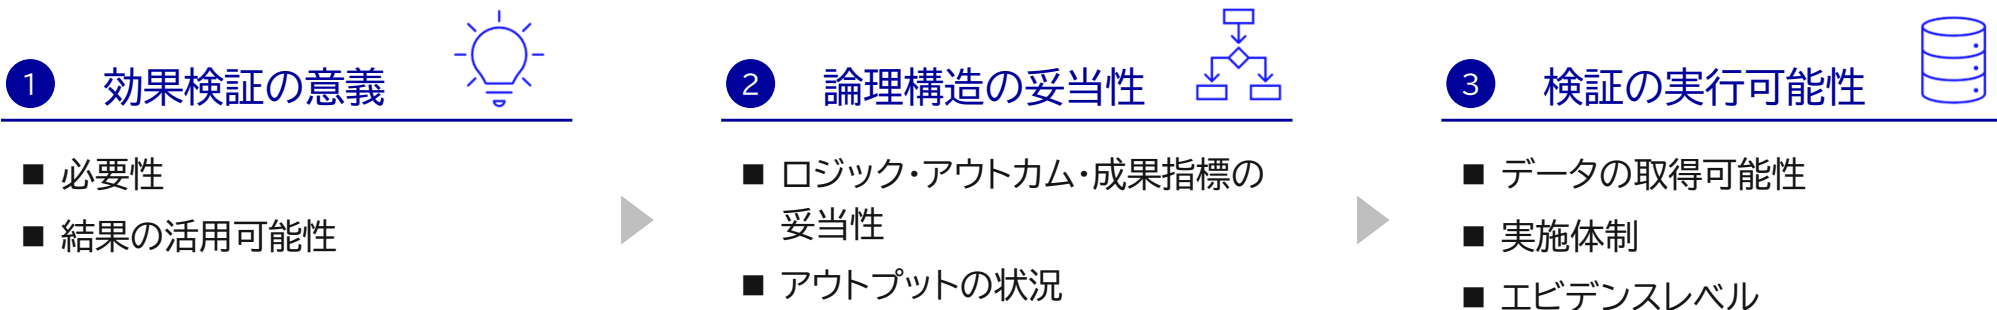 1 効果検証の意義
■ 必要性
■ 結果の活用可能性
2 論理構造の妥当性
■ ロジック・アウトカム・成果指標の
妥当性
■ アウトプットの状況
3 検証の実行可能性
■ データの取得可能性
■ 実施体制
■ エビデンスレベル